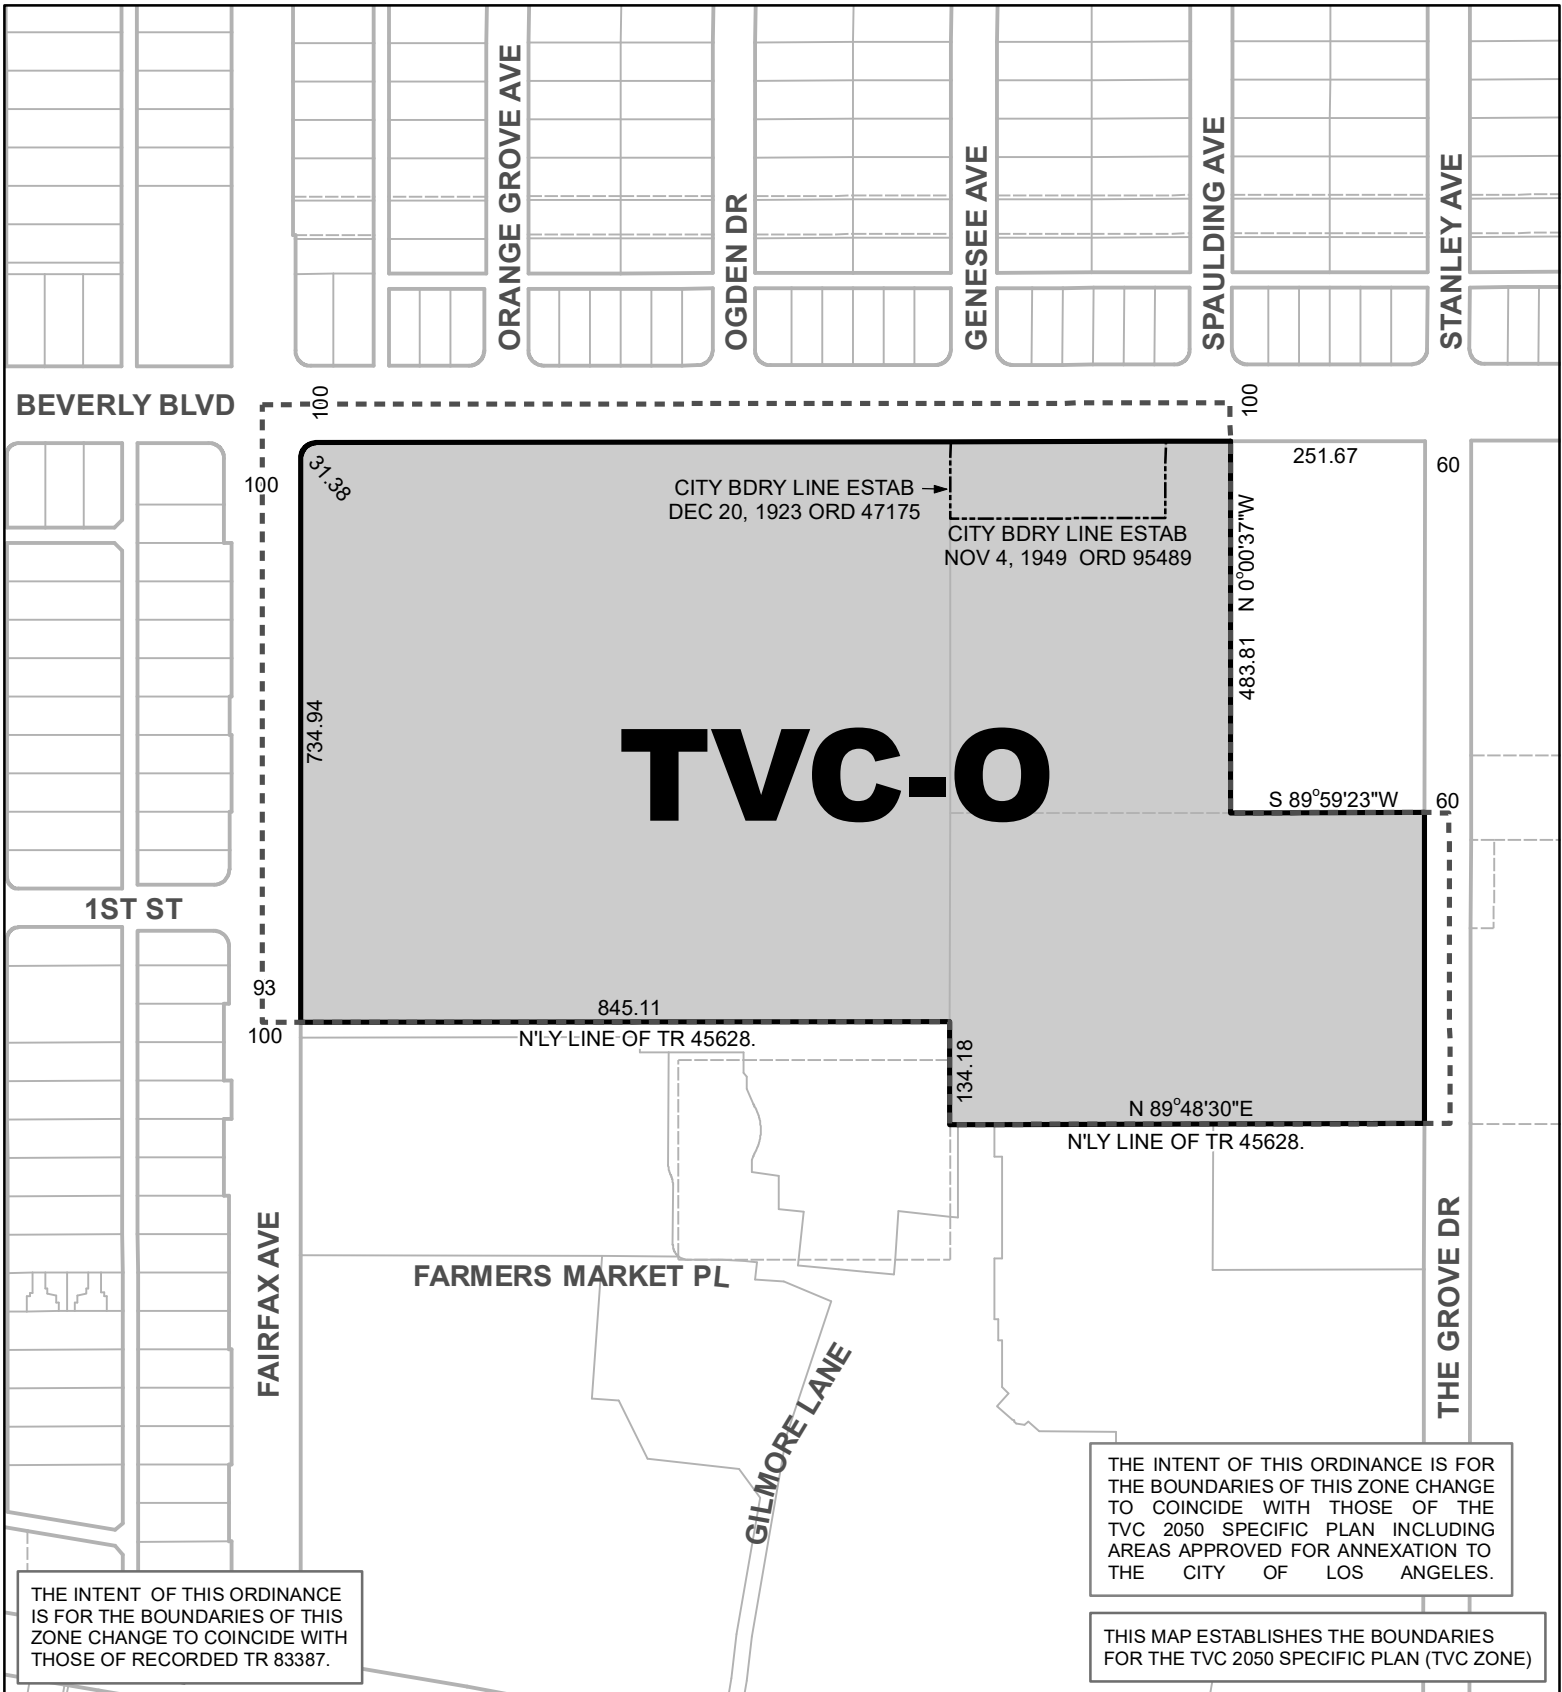 ORANGE GROVE AVE
OGDEN DR
GENESEE AVE
SPAULDING AVE
STANLEY AVE
BEVERLY BLVD
100
100
100
31.38
251.67
60
CITY BDRY LINE ESTAB
DEC 20, 1923 ORD 47175
CITY BDRY LINE ESTAB
NOV 4, 1949 ORD 95489
483.81 N 0°00'37"W
734.94
TVC-O
S 89°59'23"W
60
1ST ST
93
100
845.11
N'LY LINE OF TR 45628.
134.18
N 89°48'30"E
N'LY LINE OF TR 45628.
FAIRFAX AVE
FARMERS MARKET PL
GILMORE LANE
THE GROVE DR
THE INTENT OF THIS ORDINANCE IS FOR
THE BOUNDARIES OF THIS ZONE CHANGE
TO COINCIDE WITH THOSE OF THE
TVC 2050 SPECIFIC PLAN INCLUDING
AREAS APPROVED FOR ANNEXATION TO
THE CITY OF LOS ANGELES.
THE INTENT OF THIS ORDINANCE
IS FOR THE BOUNDARIES OF THIS
ZONE CHANGE TO COINCIDE WITH
THOSE OF RECORDED TR 83387.
THIS MAP ESTABLISHES THE BOUNDARIES
FOR THE TVC 2050 SPECIFIC PLAN (TVC ZONE)